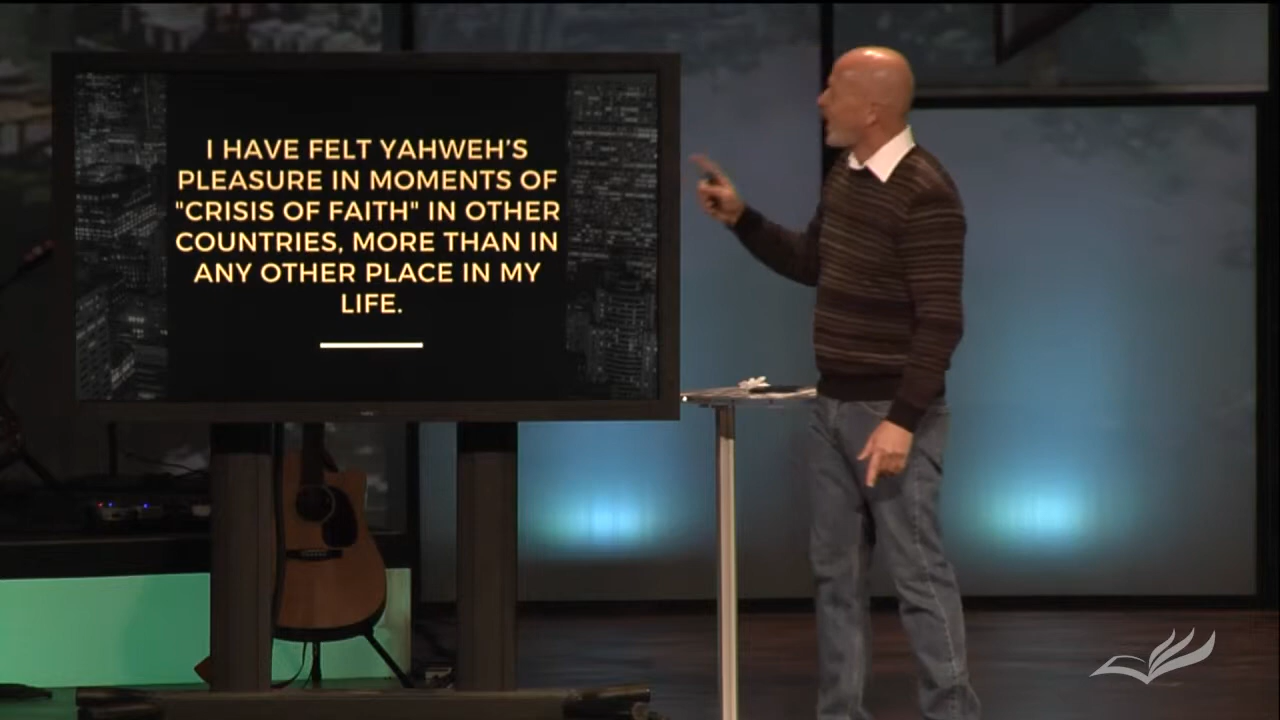 I HAVE FELT YAHWEH’S
PLEASURE IN MOMENTS OF
"CRISIS OF FAITH" IN OTHER
COUNTRIES, MORE THAN IN
ANY OTHER PLACE IN MY
LIFE.